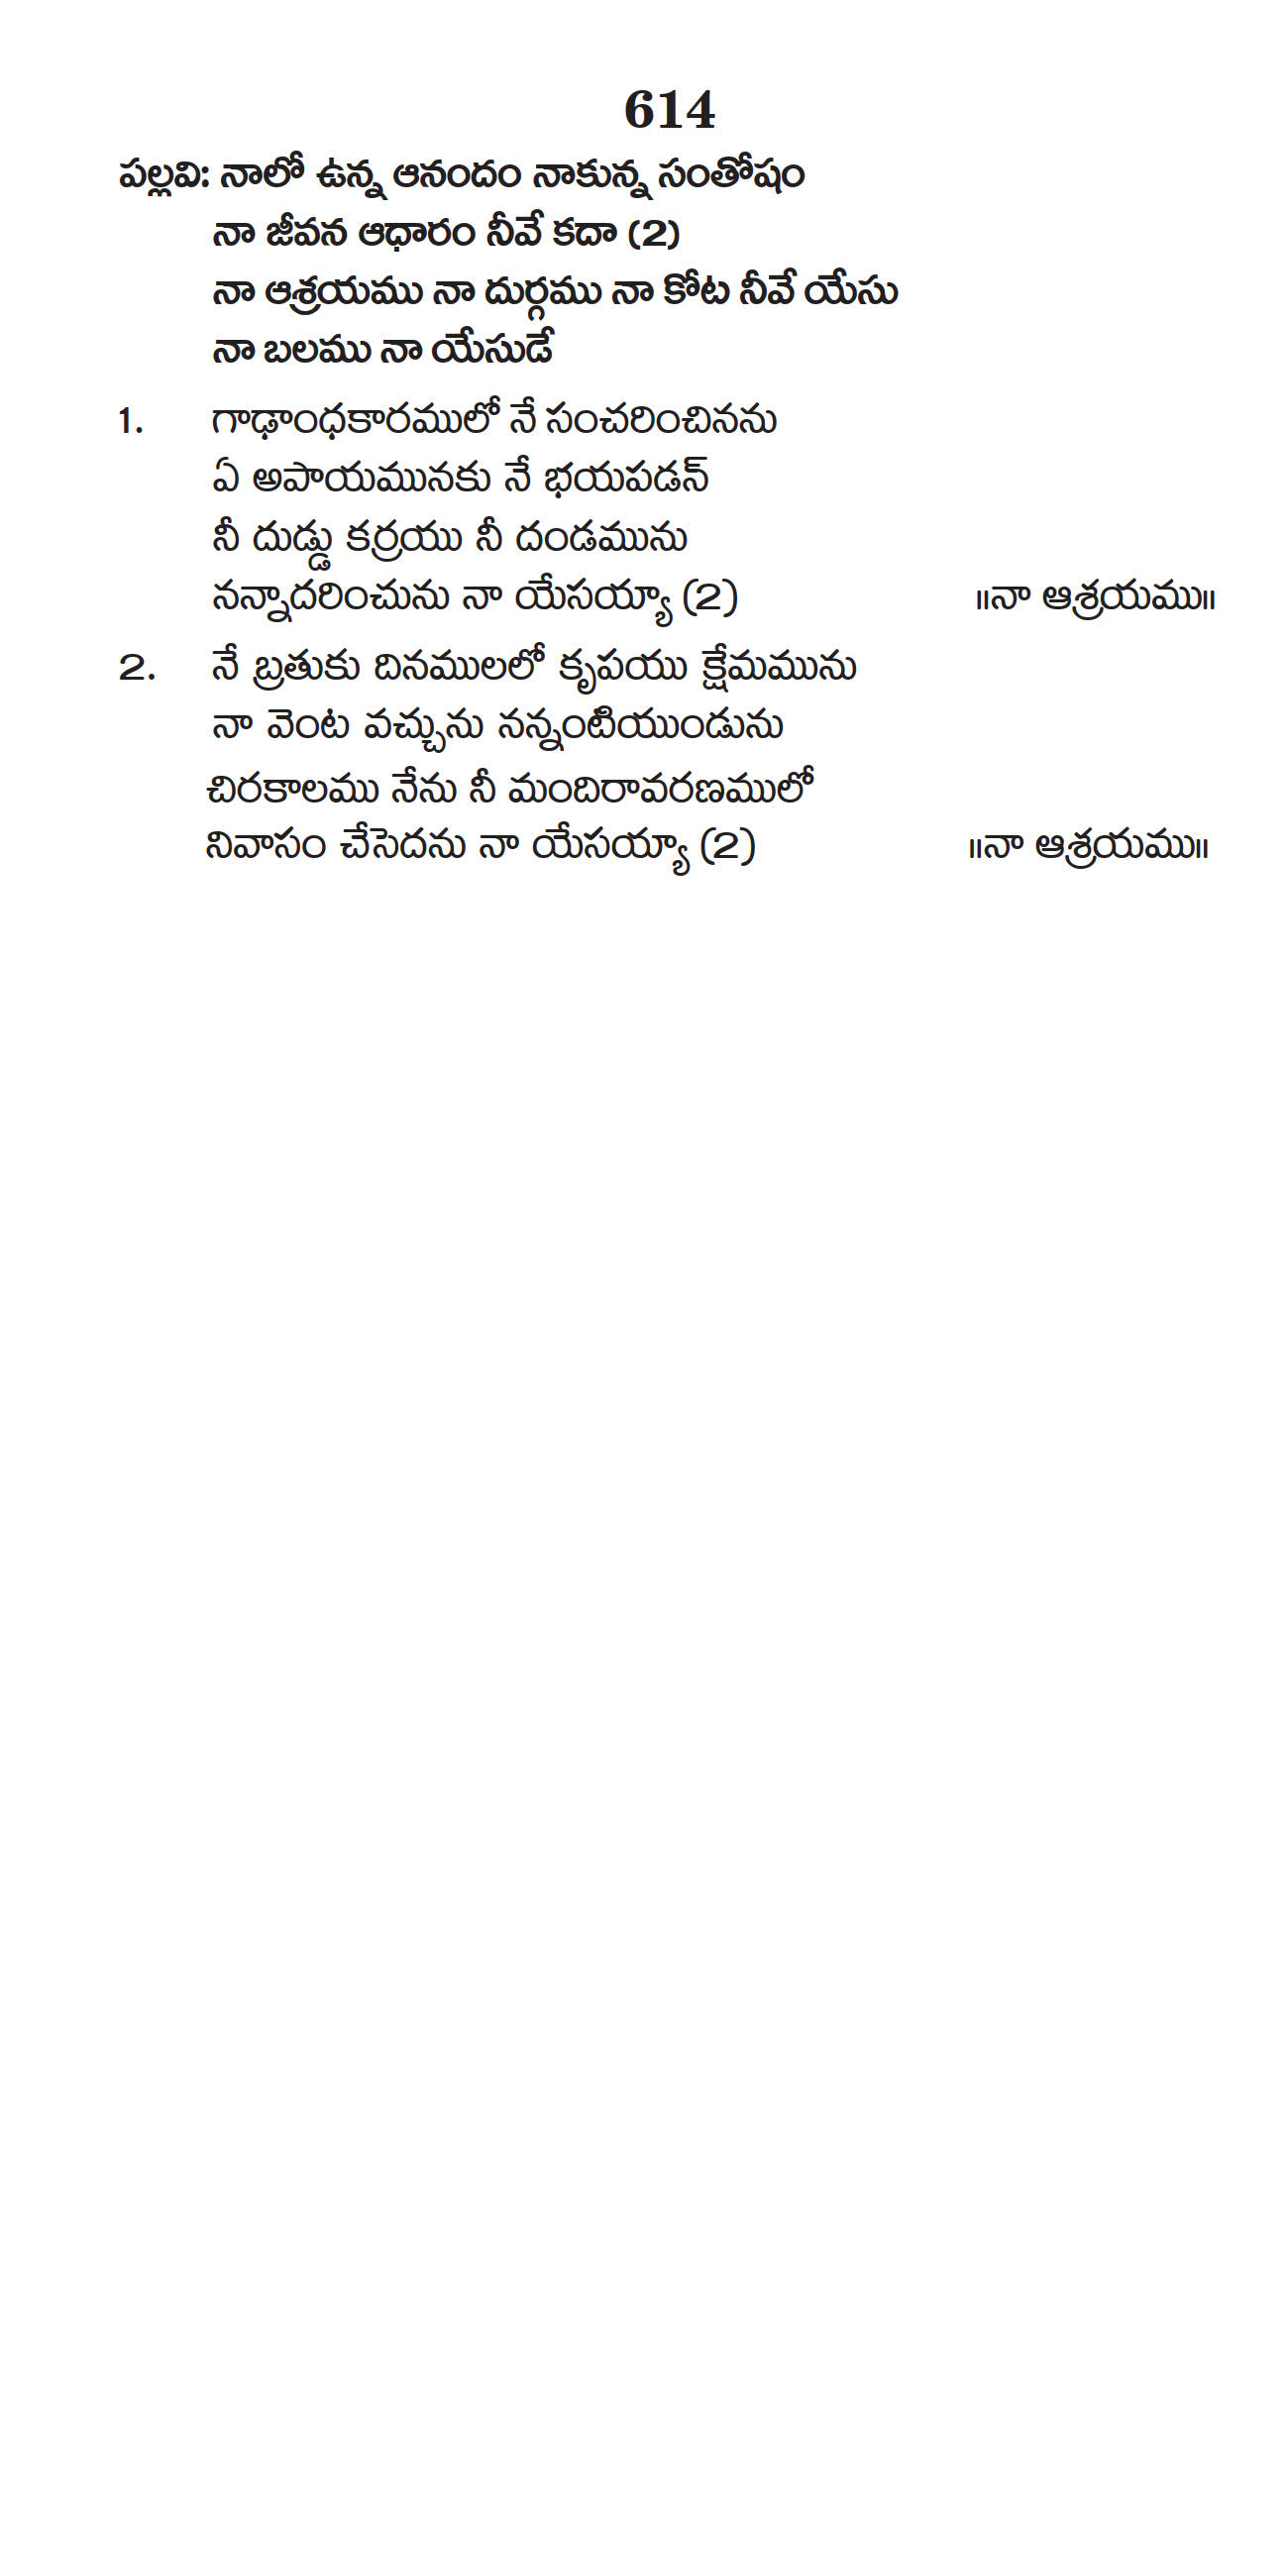 614
పల్లవి: నాలో ఉన్న ఆనందం నాకున్న సంతోషం
నా జీవన ఆధారం నీవే కదా (2)
నా ఆశ్రయము నా దుర్గము నా కోట నీవే యేసు
నా బలము నా యేసుడే
1. గాఢాంధకారములో నే సంచరించినను
ఏ అపాయమునకు నే భయపడన్
నీ దుడ్డు కర్రయు నీ దండమును
నన్నాదరించును నా యేసయ్యా (2) ॥నా ఆశ్రయము॥
2. నే బ్రతుకు దినములలో కృపయు క్షేమమును
నా వెంట వచ్చును నన్నంటియుండును
చిరకాలము నేను నీ మందిరావరణములో
నివాసం చేసెదను నా యేసయ్యా (2) ॥నా ఆశ్రయము॥